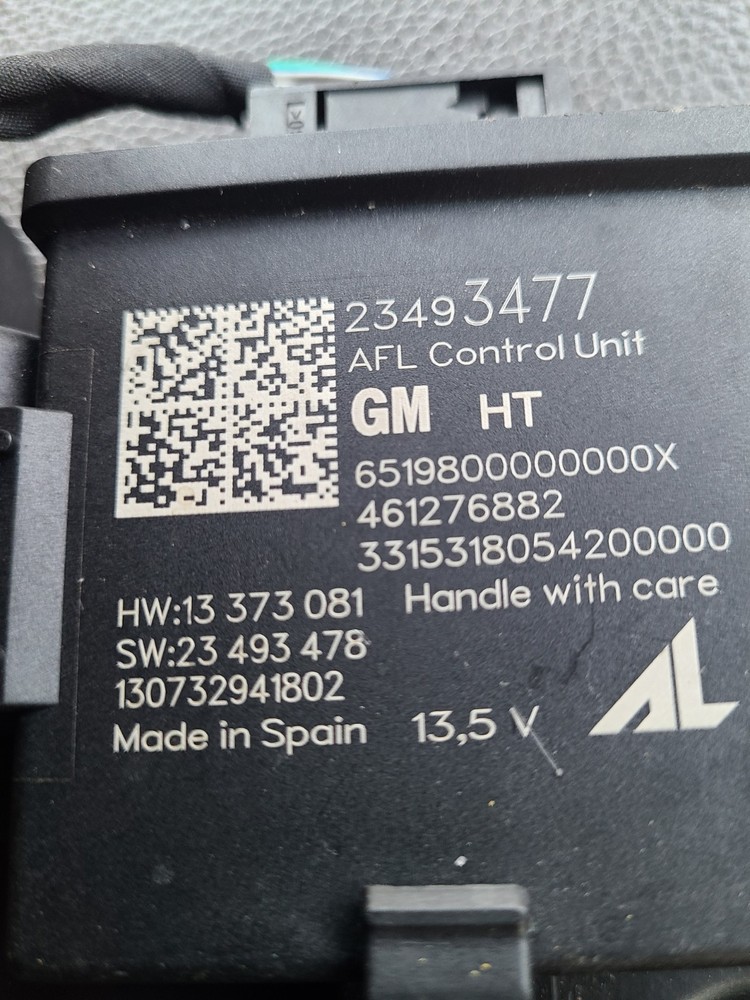 23493477
AFL Control Unit
GM HT
6519800000000X
461276882
3315318054200000
HW:13 373 081 Handle with care
SW:23 493 478
130732941802
Made in Spain 13,5 V
AL